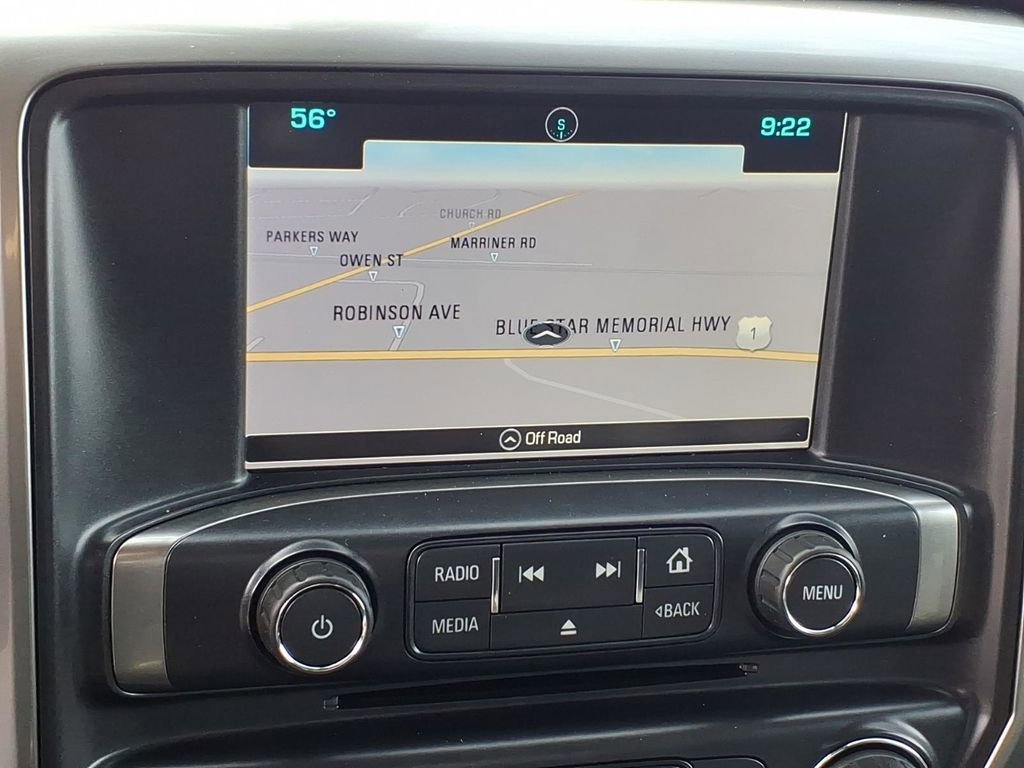 56° S 9:22
CHURCH RD
PARKERS WAY
MARRINER RD
OWEN ST
ROBINSON AVE
BLUE STAR MEMORIAL HWY 1
Off Road
RADIO
MEDIA
BACK
MENU